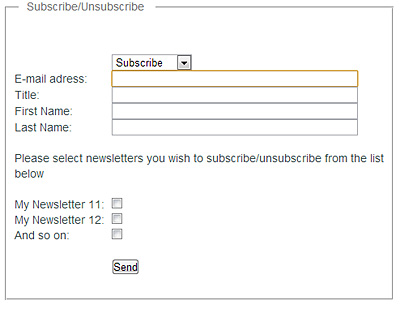 Subscribe/Unsubscribe
Subscribe
E-mail adress:
Title:
First Name:
Last Name:
Please select newsletters you wish to subscribe/unsubscribe from the list
below
My Newsletter 11:
My Newsletter 12:
And so on:
Send